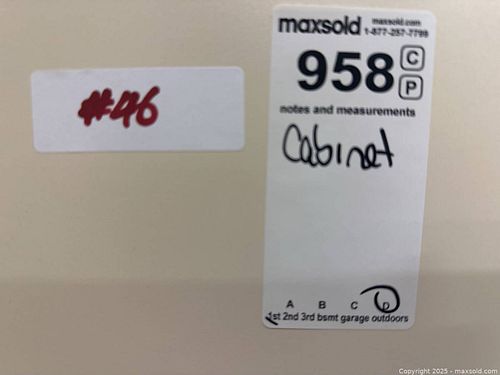 #46
maxsold maxsold.com
1-877-257-7799
958 C
P
notes and measurements
Cabinet
A B C D
1st 2nd 3rd bsmt garage outdoors
Copyright 2025 - maxsold.com